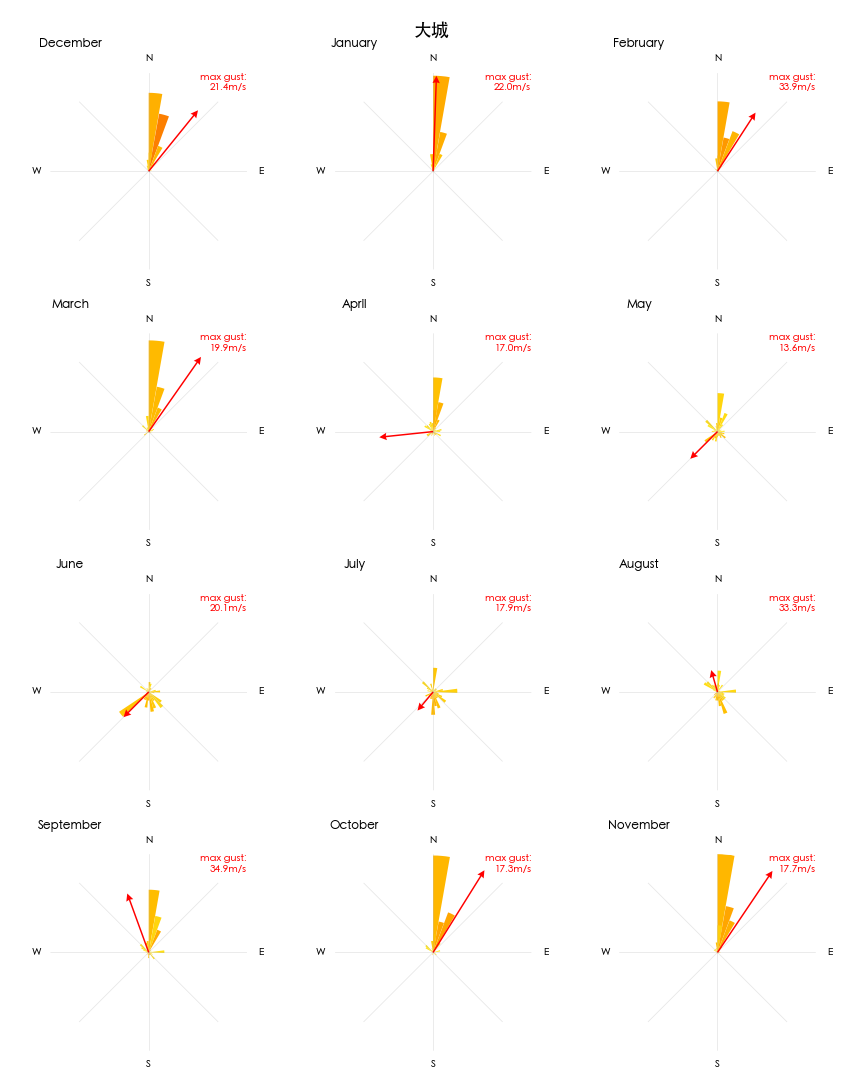 大城
December
N
max gust:
21.4m/s
W
E
S
January
N
max gust:
22.0m/s
W
E
S
February
N
max gust:
33.9m/s
W
E
S
March
N
max gust:
19.9m/s
W
E
S
April
N
max gust:
17.0m/s
W
E
S
May
N
max gust:
13.6m/s
W
E
S
June
N
max gust:
20.1m/s
W
E
S
July
N
max gust:
17.9m/s
W
E
S
August
N
max gust:
33.3m/s
W
E
S
September
N
max gust:
34.9m/s
W
E
S
October
N
max gust:
17.3m/s
W
E
S
November
N
max gust:
17.7m/s
W
E
S